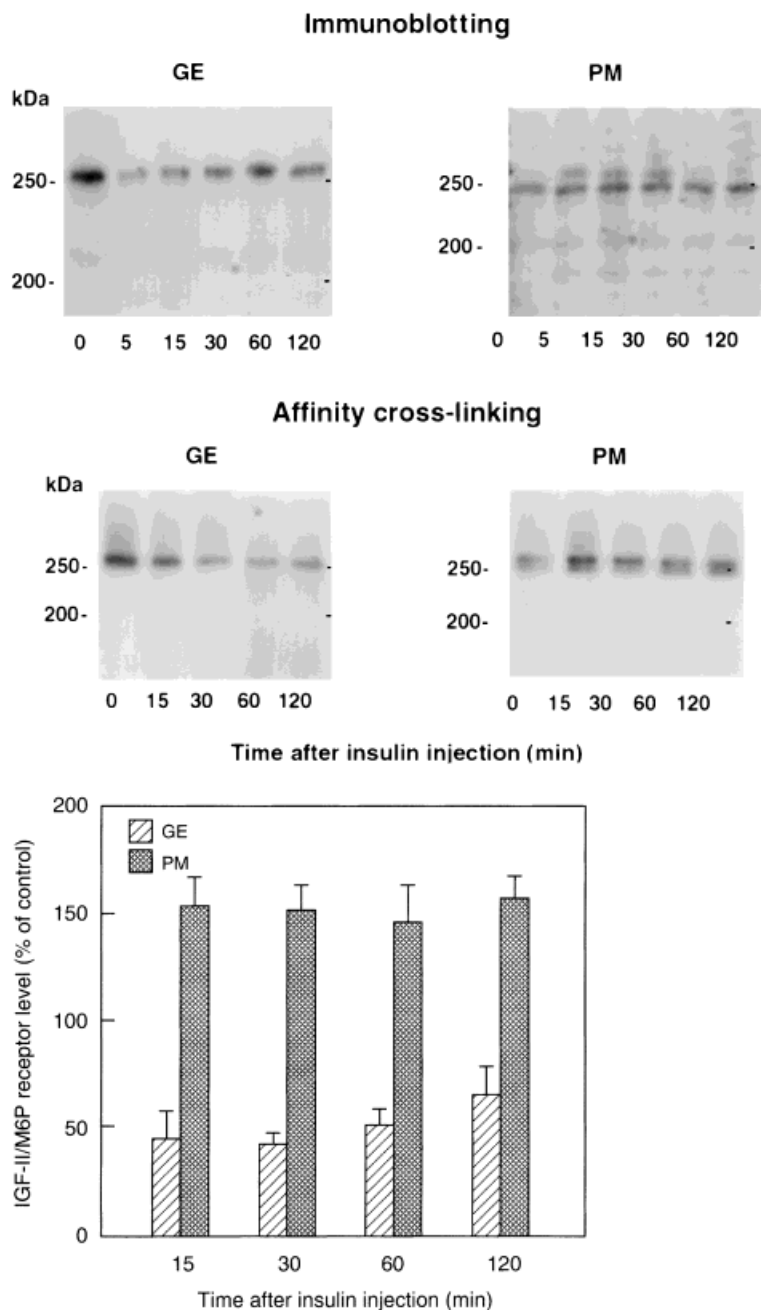 Immunoblotting
GE PM
kDa
250- 250-
200- 200-
0 5 15 30 60 120 0 5 15 30 60 120
Affinity cross-linking
GE PM
kDa
250- 250-
200- 200-
0 15 30 60 120 0 15 30 60 120
Time after insulin injection (min)
IGF-II/M6P receptor level (% of control)
200
150
100
50
0
GE
PM
15 30 60 120
Time after insulin injection (min)